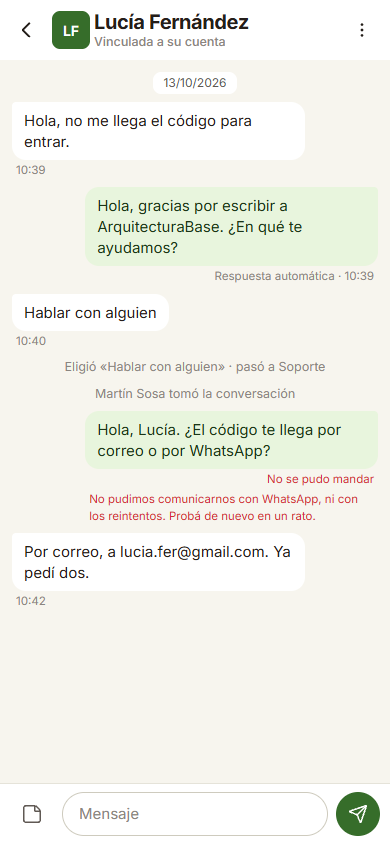 LF
Lucía Fernández
Vinculada a su cuenta
13/10/2026
Hola, no me llega el código para
entrar.
10:39
Hola, gracias por escribir a
ArquitecturaBase. ¿En qué te
ayudamos?
Respuesta automática · 10:39
Hablar con alguien
10:40
Eligió «Hablar con alguien» · pasó a Soporte
Martín Sosa tomó la conversación
Hola, Lucía. ¿El código te llega por
correo o por WhatsApp?
No se pudo mandar
No pudimos comunicarnos con WhatsApp, ni con
los reintentos. Probá de nuevo en un rato.
Por correo, a lucia.fer@gmail.com. Ya
pedí dos.
10:42
Mensaje